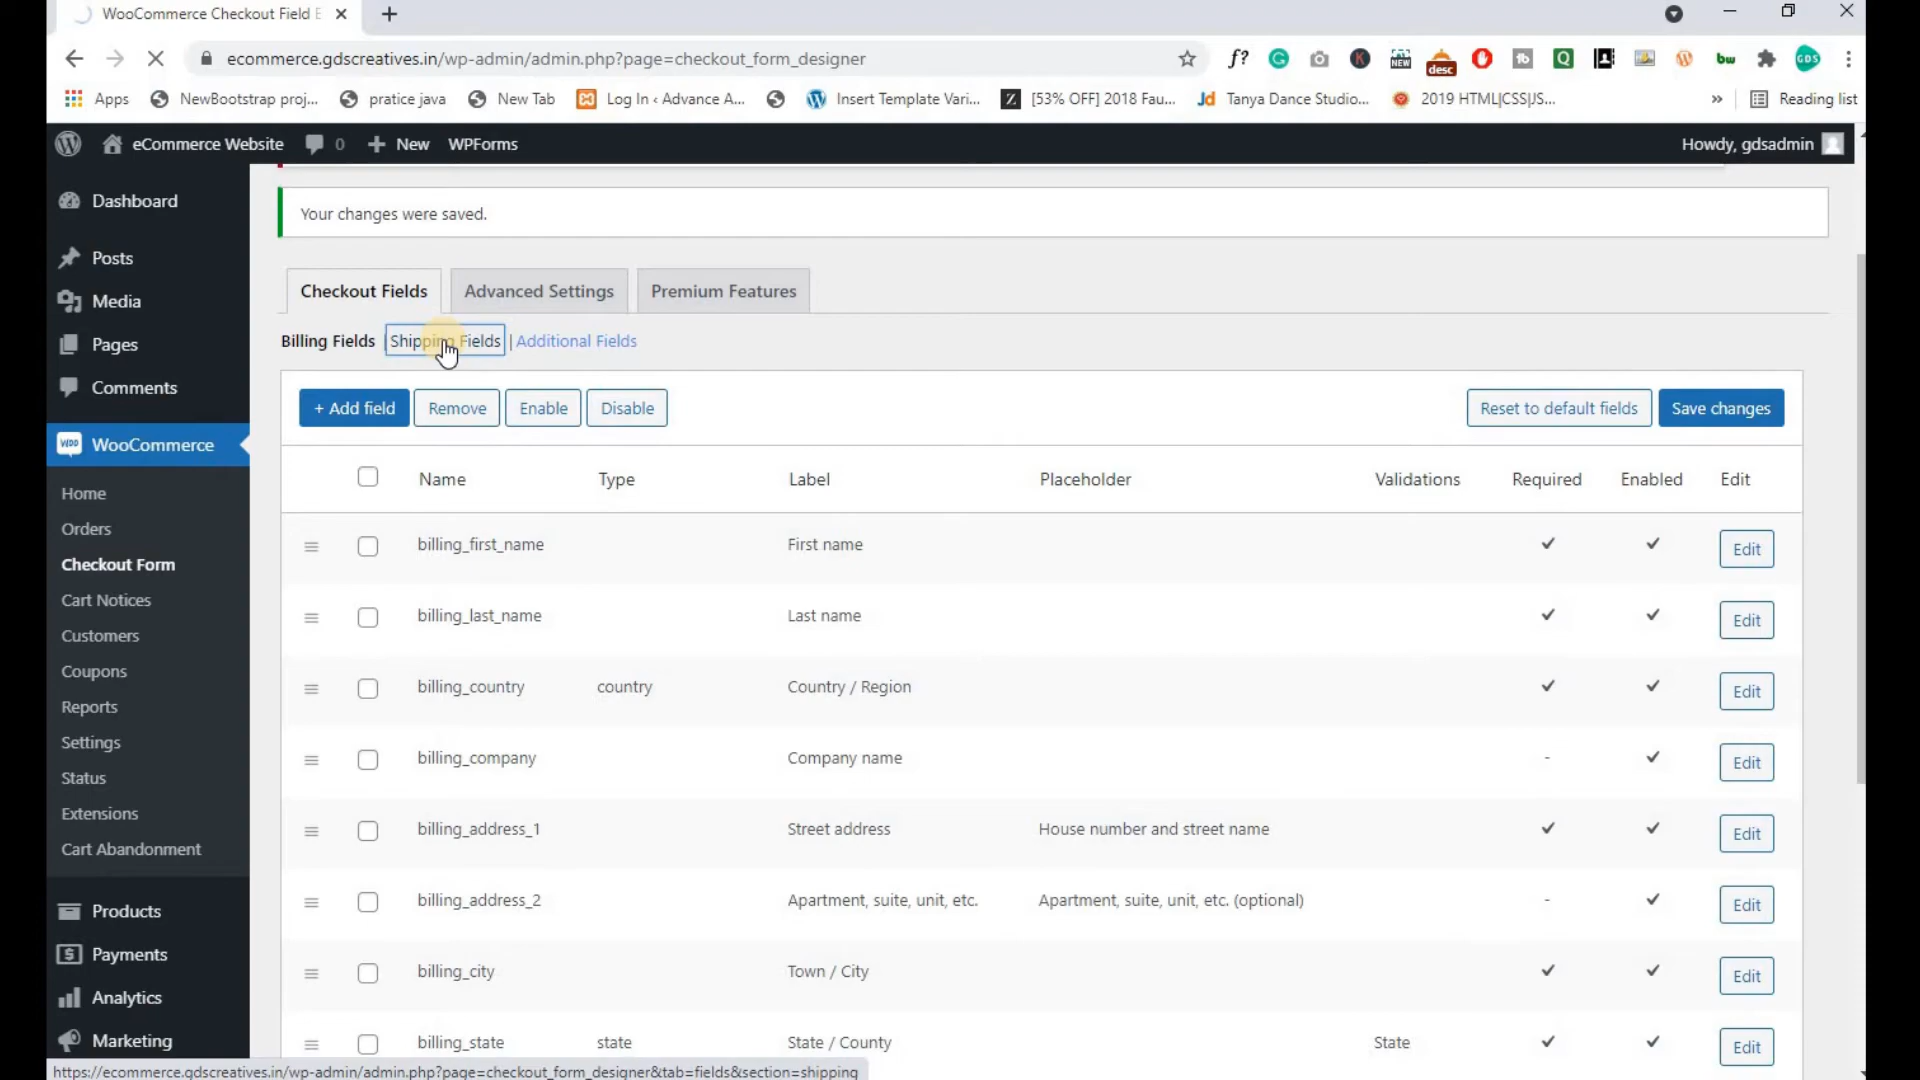 WooCommerce Checkout Field E
ecommerce.gdscreatives.in/wp-admin/admin.php?page=checkout_form_designer
f?
K
NEW
desc
tb
Q
bw
GDS
Apps
NewBootstrap proj...
pratice java
New Tab
Log In ‹ Advance A...
Insert Template Vari...
Z
[53% OFF] 2018 Fau...
Jd
Tanya Dance Studio...
2019 HTML|CSS|JS...
»
Reading list
eCommerce Website
0
New
WPForms
Howdy, gdsadmin
Dashboard
Posts
Media
Pages
Comments
WooCommerce
Home
Orders
Checkout Form
Cart Notices
Customers
Coupons
Reports
Settings
Status
Extensions
Cart Abandonment
Products
Payments
Analytics
Marketing
Your changes were saved.
Checkout Fields
Advanced Settings
Premium Features
Billing Fields | Shipping Fields | Additional Fields
+ Add field
Remove
Enable
Disable
Reset to default fields
Save changes
Name Type Label Placeholder Validations Required Enabled Edit
billing_first_name First name ✔ ✔ Edit
billing_last_name Last name ✔ ✔ Edit
billing_country country Country / Region ✔ ✔ Edit
billing_company Company name - ✔ Edit
billing_address_1 Street address House number and street name ✔ ✔ Edit
billing_address_2 Apartment, suite, unit, etc. Apartment, suite, unit, etc. (optional) - ✔ Edit
billing_city Town / City ✔ ✔ Edit
billing_state state State / County State ✔ ✔ Edit
https://ecommerce.gdscreatives.in/wp-admin/admin.php?page=checkout_form_designer&tab=fields&section=shipping